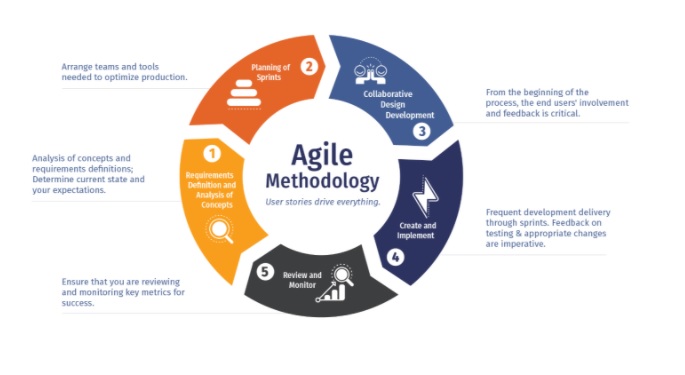 Agile
Methodology
User stories drive everything.
1
Requirements
Definition and
Analysis of
Concepts
Analysis of concepts and
requirements definitions;
Determine current state and
your expectations.
2
Planning of
Sprints
Arrange teams and tools
needed to optimize production.
Collaborative
Design
Development
3
From the beginning of the
process, the end users' involvement
and feedback is critical.
Create and
Implement
4
Frequent development delivery
through sprints. Feedback on
testing & appropriate changes
are imperative.
5
Review and
Monitor
Ensure that you are reviewing
and monitoring key metrics for
success.